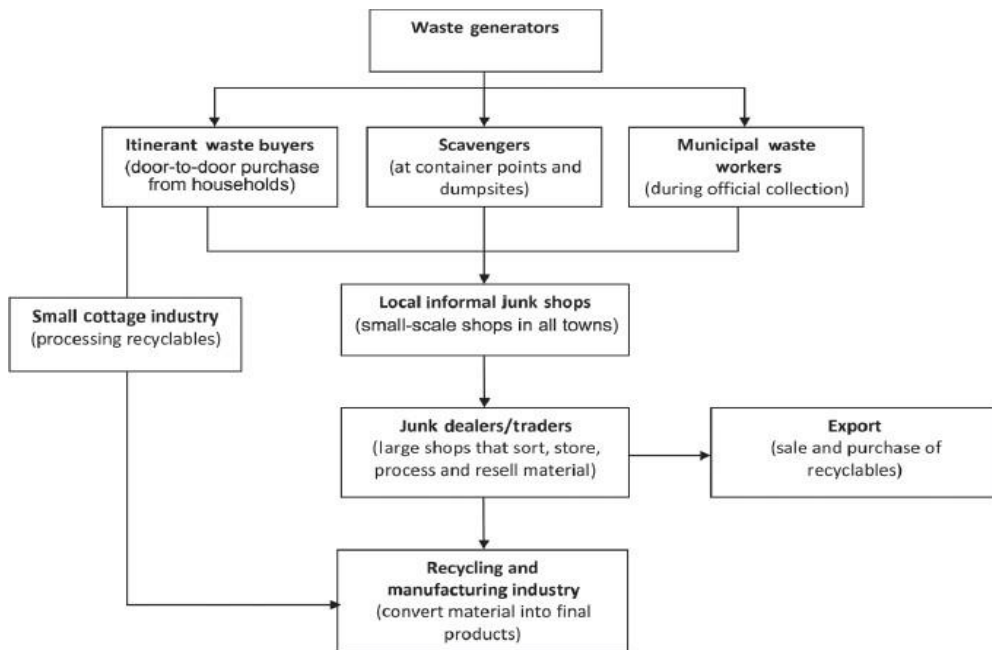 Waste generators
Itinerant waste buyers
(door-to-door purchase
from households)
Scavengers
(at container points and
dumpsites)
Municipal waste
workers
(during official collection)
Small cottage industry
(processing recyclables)
Local informal junk shops
(small-scale shops in all towns)
Junk dealers/traders
(large shops that sort, store,
process and resell material)
Export
(sale and purchase of
recyclables)
Recycling and
manufacturing industry
(convert material into final
products)